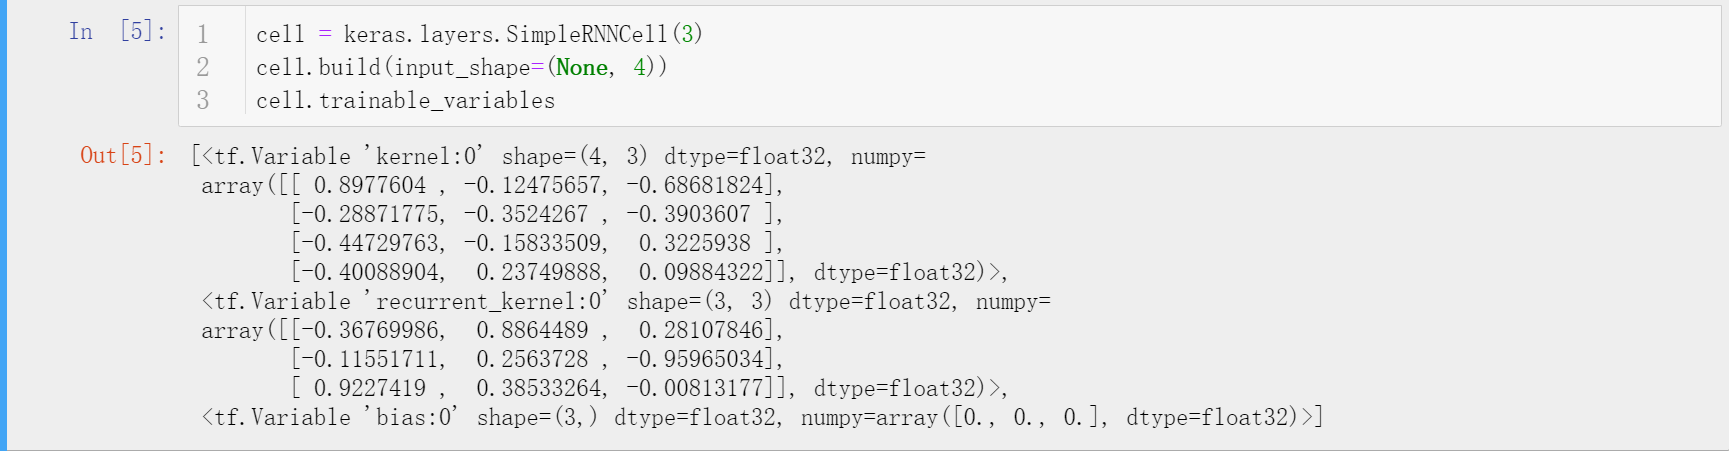 In [5]:
1 cell = keras.layers.SimpleRNNCell(3)
2 cell.build(input_shape=(None, 4))
3 cell.trainable_variables
Out[5]: [<tf.Variable 'kernel:0' shape=(4, 3) dtype=float32, numpy=
array([[ 0.8977604 , -0.12475657, -0.68681824],
[-0.28871775, -0.3524267 , -0.3903607 ],
[-0.44729763, -0.15833509,  0.3225938 ],
[-0.40088904,  0.23749888,  0.09884322]], dtype=float32)>,
<tf.Variable 'recurrent_kernel:0' shape=(3, 3) dtype=float32, numpy=
array([[-0.36769986,  0.8864489 ,  0.28107846],
[-0.11551711,  0.2563728 , -0.95965034],
[ 0.9227419 ,  0.38533264, -0.00813177]], dtype=float32)>,
<tf.Variable 'bias:0' shape=(3,) dtype=float32, numpy=array([0., 0., 0.], dtype=float32)>]